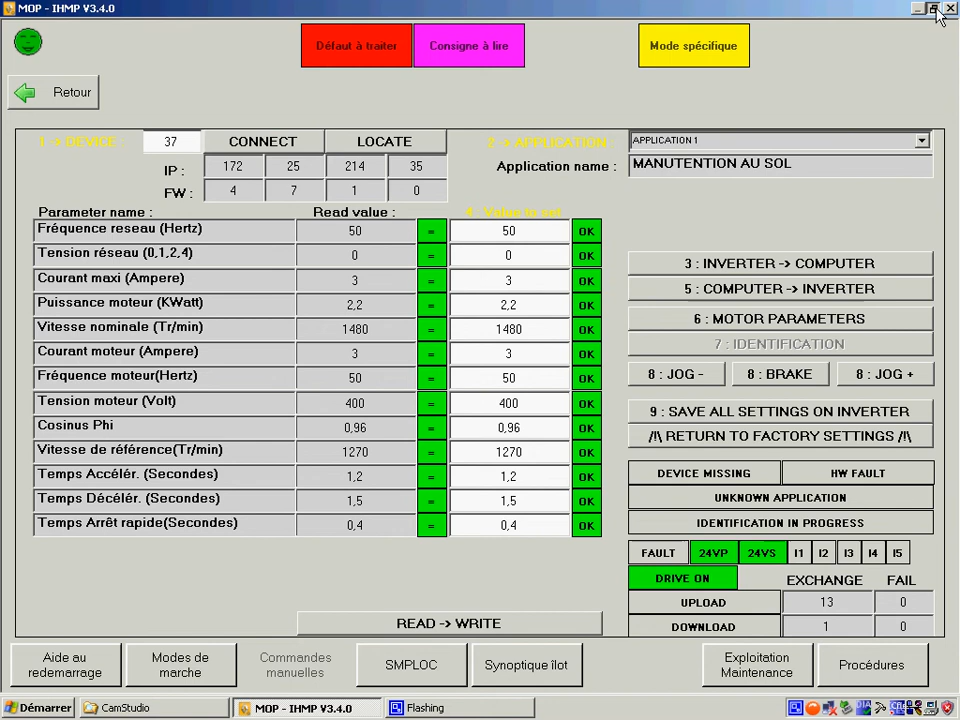 MOP - IHMP V3.4.0
Défaut à traiter
Consigne à lire
Mode spécifique
Retour
1 -> DEVICE :
37
CONNECT
LOCATE
2 -> APPLICATION
APPLICATION 1
IP :
172
25
214
35
Application name :
MANUTENTION AU SOL
FW :
4
7
1
0
Parameter name :
Read value :
4 : Value to set
Fréquence reseau (Hertz)
50
=
50
OK
Tension réseau (0,1,2,4)
0
=
0
OK
Courant maxi (Ampere)
3
=
3
OK
Puissance moteur (KWatt)
2,2
=
2,2
OK
Vitesse nominale (Tr/min)
1480
=
1480
OK
Courant moteur (Ampere)
3
=
3
OK
Fréquence moteur(Hertz)
50
=
50
OK
Tension moteur (Volt)
400
=
400
OK
Cosinus Phi
0,96
=
0,96
OK
Vitesse de référence(Tr/min)
1270
=
1270
OK
Temps Accélér. (Secondes)
1,2
=
1,2
OK
Temps Décélér. (Secondes)
1,5
=
1,5
OK
Temps Arrêt rapide(Secondes)
0,4
=
0,4
OK
READ -> WRITE
3 : INVERTER -> COMPUTER
5 : COMPUTER -> INVERTER
6 : MOTOR PARAMETERS
7 : IDENTIFICATION
8 : JOG -
8 : BRAKE
8 : JOG +
9 : SAVE ALL SETTINGS ON INVERTER
/!\ RETURN TO FACTORY SETTINGS /!\
DEVICE MISSING
HW FAULT
UNKNOWN APPLICATION
IDENTIFICATION IN PROGRESS
FAULT
24VP
24VS
I1
I2
I3
I4
I5
DRIVE ON
EXCHANGE
FAIL
UPLOAD
13
0
DOWNLOAD
1
0
Aide au
redemarrage
Modes de
marche
Commandes
manuelles
SMPLOC
Synoptique îlot
Exploitation
Maintenance
Procédures
Démarrer
CamStudio
MOP - IHMP V3.4.0
Flashing